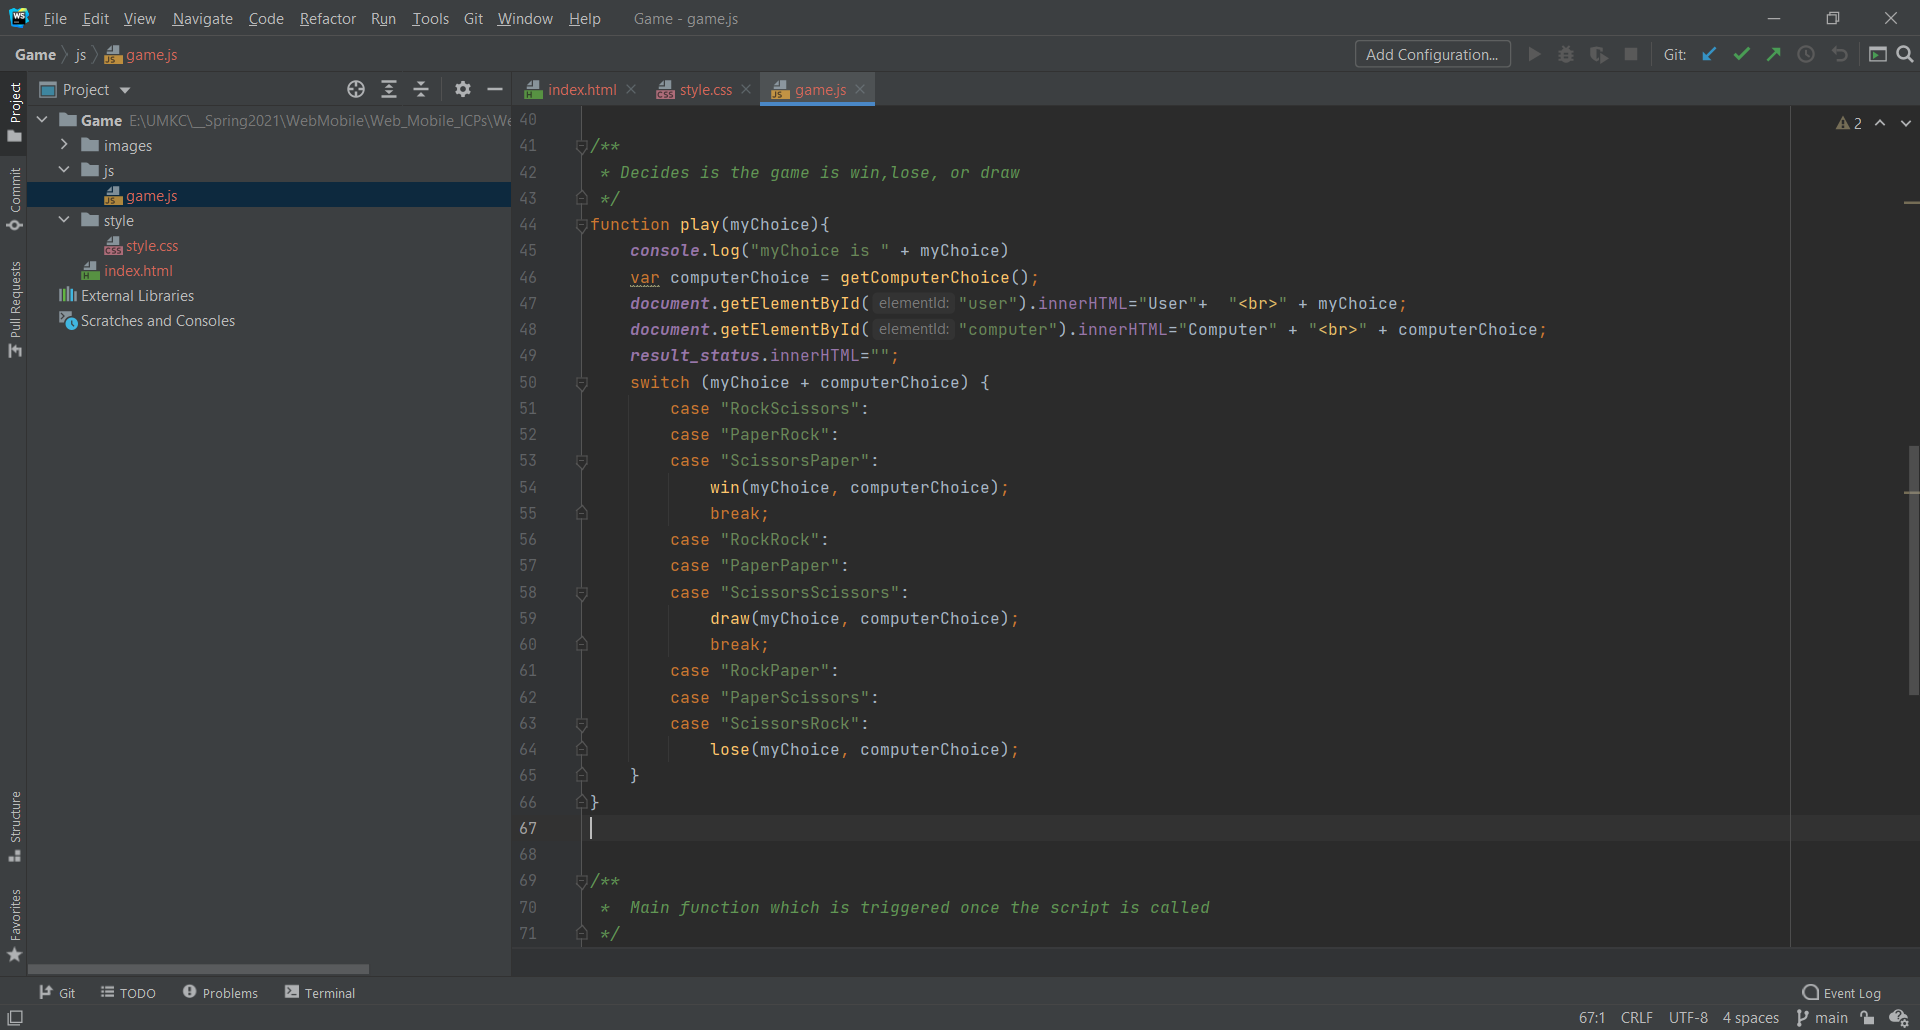 WS File Edit View Navigate Code Refactor Run Tools Git Window Help Game - game.js
Game js game.js Add Configuration... Git:
Project
Commit
Pull Requests
Structure
Favorites
Project
Game E:\UMKC\__Spring2021\WebMobile\Web_Mobile_ICPs\We
images
js
game.js
style
style.css
index.html
External Libraries
Scratches and Consoles
index.html style.css game.js
2
40
41 /**
42 * Decides is the game is win,lose, or draw
43 */
44 function play(myChoice){
45 console.log("myChoice is " + myChoice)
46 var computerChoice = getComputerChoice();
47 document.getElementById( elementId: "user").innerHTML="User"+ "<br>" + myChoice;
48 document.getElementById( elementId: "computer").innerHTML="Computer" + "<br>" + computerChoice;
49 result_status.innerHTML="";
50 switch (myChoice + computerChoice) {
51 case "RockScissors":
52 case "PaperRock":
53 case "ScissorsPaper":
54 win(myChoice, computerChoice);
55 break;
56 case "RockRock":
57 case "PaperPaper":
58 case "ScissorsScissors":
59 draw(myChoice, computerChoice);
60 break;
61 case "RockPaper":
62 case "PaperScissors":
63 case "ScissorsRock":
64 lose(myChoice, computerChoice);
65 }
66 }
67
68
69 /**
70 * Main function which is triggered once the script is called
71 */
Git TODO Problems Terminal Event Log
67:1 CRLF UTF-8 4 spaces main